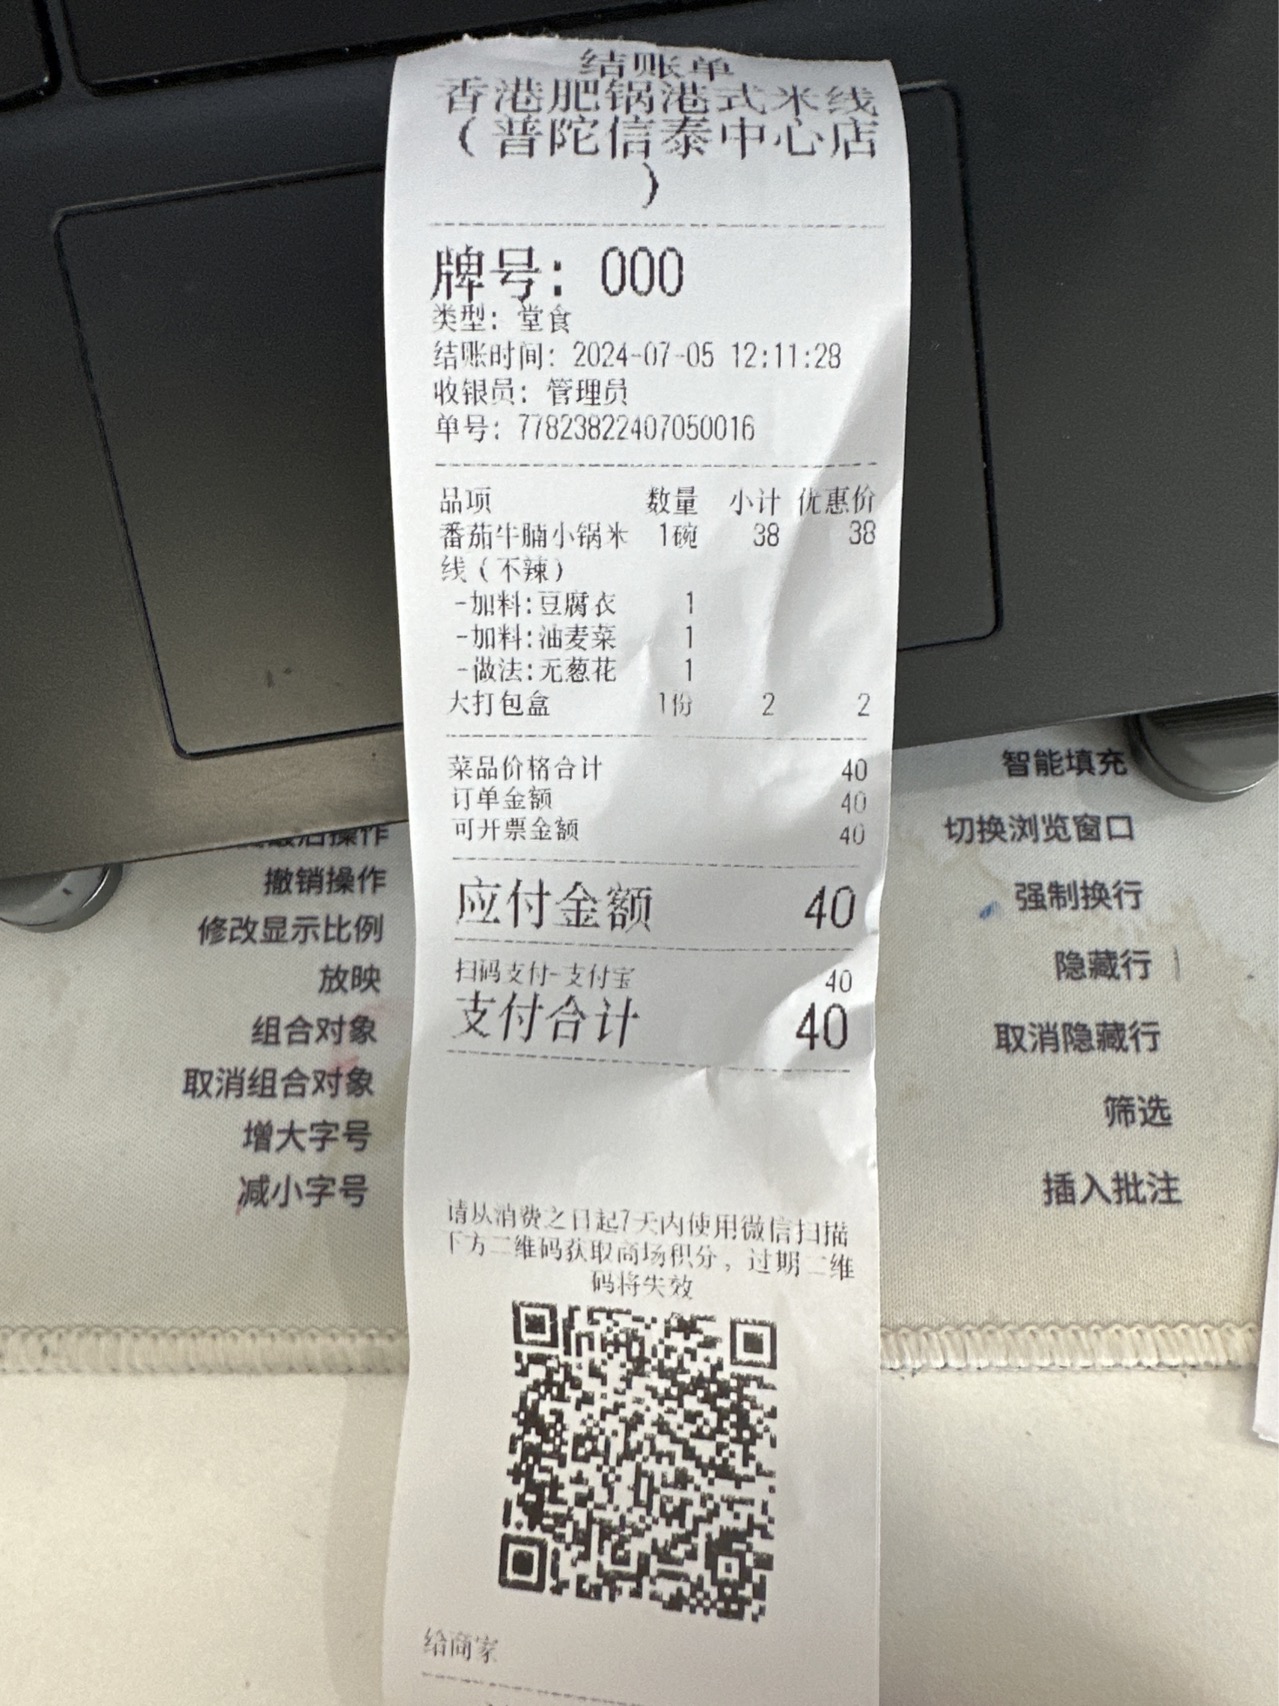 结账单
香港肥锅港式米线
（普陀信泰中心店
）
牌号：000
类型：堂食
结账时间：2024-07-05 12:11:28
收银员：管理员
单号：77823822407050016
品项 数量 小计 优惠价
番茄牛腩小锅米 1碗 38 38
线（不辣）
-加料:豆腐衣 1
-加料:油麦菜 1
-做法:无葱花 1
大打包盒 1份 2 2
菜品价格合计 40
订单金额 40
可开票金额 40
应付金额 40
扫码支付-支付宝 40
支付合计 40
请从消费之日起7天内使用微信扫描
下方二维码获取商场积分，过期二维
码将失效
给商家
操作
撤销操作
修改显示比例
放映
组合对象
取消组合对象
增大字号
减小字号
智能填充
切换浏览窗口
强制换行
隐藏行
取消隐藏行
筛选
插入批注